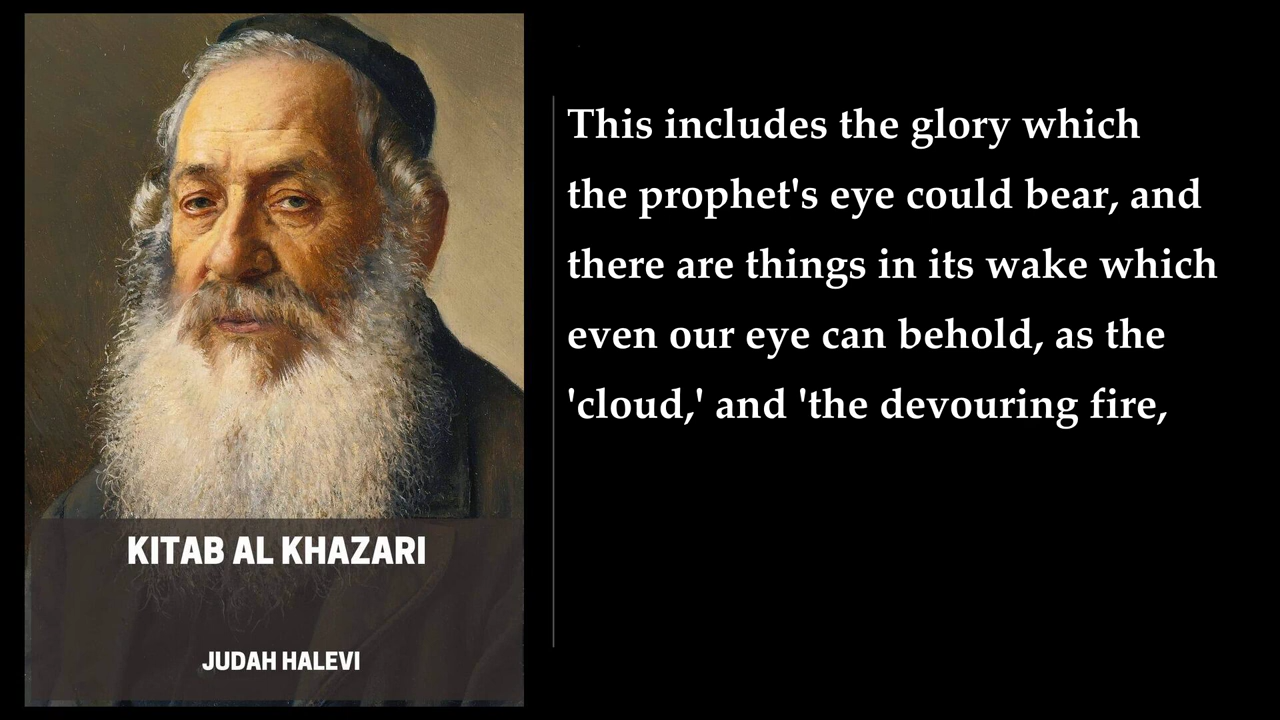 KITAB AL KHAZARI
JUDAH HALEVI
This includes the glory which
the prophet's eye could bear, and
there are things in its wake which
even our eye can behold, as the
'cloud,' and 'the devouring fire,